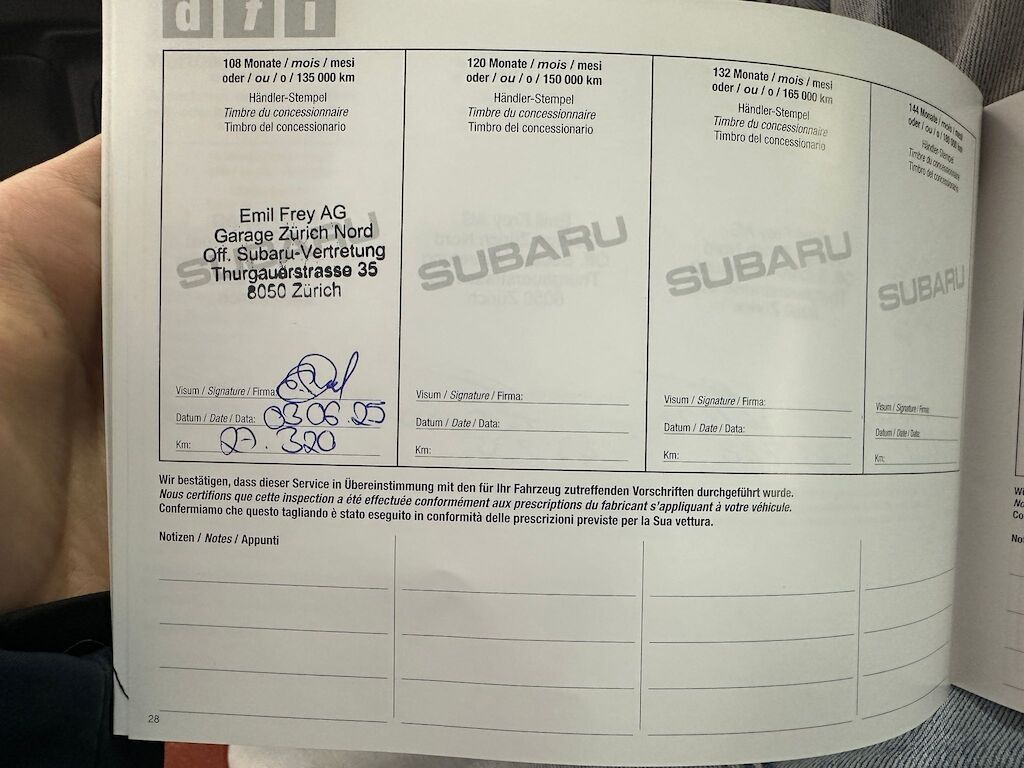 dti
108 Monate / mois / mesi
oder / ou / o / 135 000 km
Händler-Stempel
Timbre du concessionnaire
Timbro del concessionario
SUBARU
Emil Frey AG
Garage Zürich Nord
Off. Subaru-Vertretung
Thurgauerstrasse 35
8050 Zürich
Visum / Signature / Firma:
Datum / Date / Data: 03.06.25
Km: 27.320
120 Monate / mois / mesi
oder / ou / o / 150 000 km
Händler-Stempel
Timbre du concessionnaire
Timbro del concessionario
SUBARU
Visum / Signature / Firma:
Datum / Date / Data:
Km:
132 Monate / mois / mesi
oder / ou / o / 165 000 km
Händler-Stempel
Timbre du concessionnaire
Timbro del concessionario
SUBARU
Visum / Signature / Firma:
Datum / Date / Data:
Km:
144 Monate / mois / mesi
oder / ou / o / 180 000 km
Händler-Stempel
Timbre du concessionnaire
Timbro del concessionario
SUBARU
Visum / Signature / Firma:
Datum / Date / Data:
Km:
Wir bestätigen, dass dieser Service in Übereinstimmung mit den für Ihr Fahrzeug zutreffenden Vorschriften durchgeführt wurde.
Nous certifions que cette inspection a été effectuée conformément aux prescriptions du fabricant s'appliquant à votre véhicule.
Confermiamo che questo tagliando è stato eseguito in conformità delle prescrizioni previste per la Sua vettura.
Notizen / Notes / Appunti
28